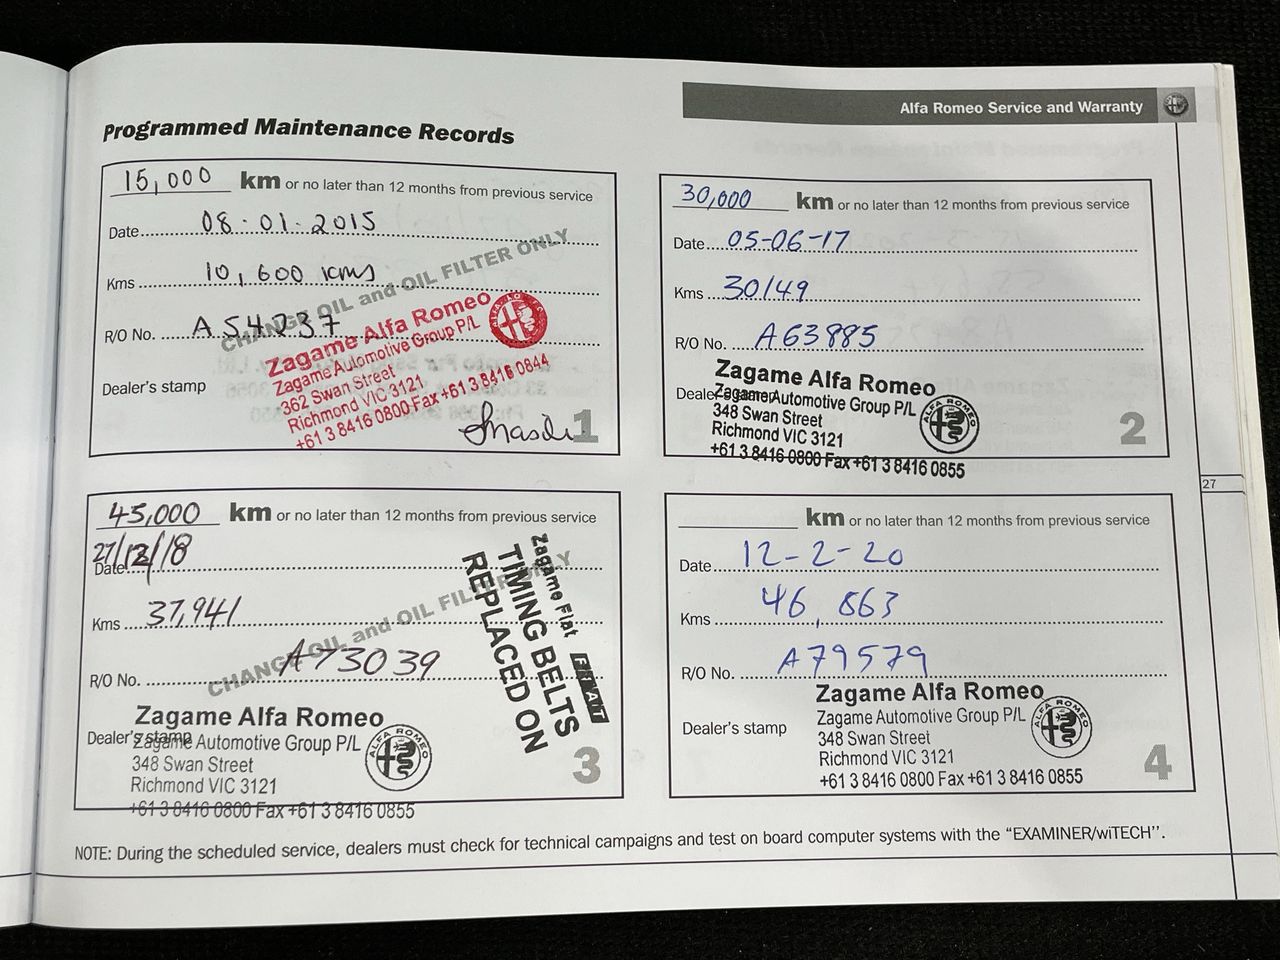 Alfa Romeo Service and Warranty
Programmed Maintenance Records
15,000 km or no later than 12 months from previous service
Date 08-01-2015
Kms 10,600 kms
CHANGE OIL and OIL FILTER ONLY
R/O No. A54237
Zagame Alfa Romeo
Zagame Automotive Group P/L
362 Swan Street
Richmond VIC 3121
+61 3 8416 0800 Fax +61 3 8416 0844
Dealer's stamp
1
30,000 km or no later than 12 months from previous service
Date 05-06-17
Kms 30149
R/O No. A63885
Dealer's stamp
Zagame Alfa Romeo
Zagame Automotive Group P/L
348 Swan Street
Richmond VIC 3121
+61 3 8416 0800 Fax +61 3 8416 0855
ALFA ROMEO
2
45,000 km or no later than 12 months from previous service
Date 27/12/18
Kms 37,941
CHANGE OIL and OIL FILTER ONLY
R/O No. A73039
Zagame Fiat FIAT
TIMING BELTS
REPLACED ON
Dealer's stamp
Zagame Alfa Romeo
Zagame Automotive Group P/L
348 Swan Street
Richmond VIC 3121
+61 3 8416 0800 Fax +61 3 8416 0855
ALFA ROMEO
3
km or no later than 12 months from previous service
Date 12-2-20
Kms 46,863
R/O No. A79579
Dealer's stamp
Zagame Alfa Romeo
Zagame Automotive Group P/L
348 Swan Street
Richmond VIC 3121
+61 3 8416 0800 Fax +61 3 8416 0855
ALFA ROMEO
4
27
NOTE: During the scheduled service, dealers must check for technical campaigns and test on board computer systems with the “EXAMINER/wiTECH”.